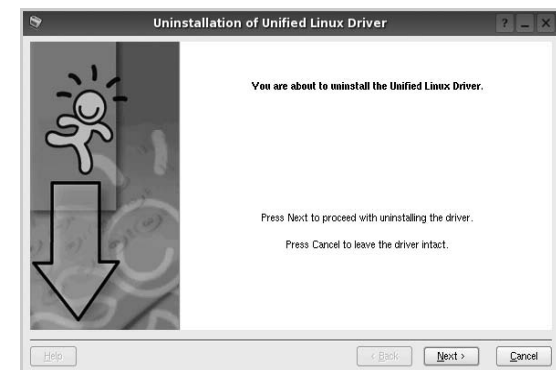 Uninstallation of Unified Linux Driver
? _ X
You are about to uninstall the Unified Linux Driver.
Press Next to proceed with uninstalling the driver.
Press Cancel to leave the driver intact.
Help
< Back
Next >
Cancel